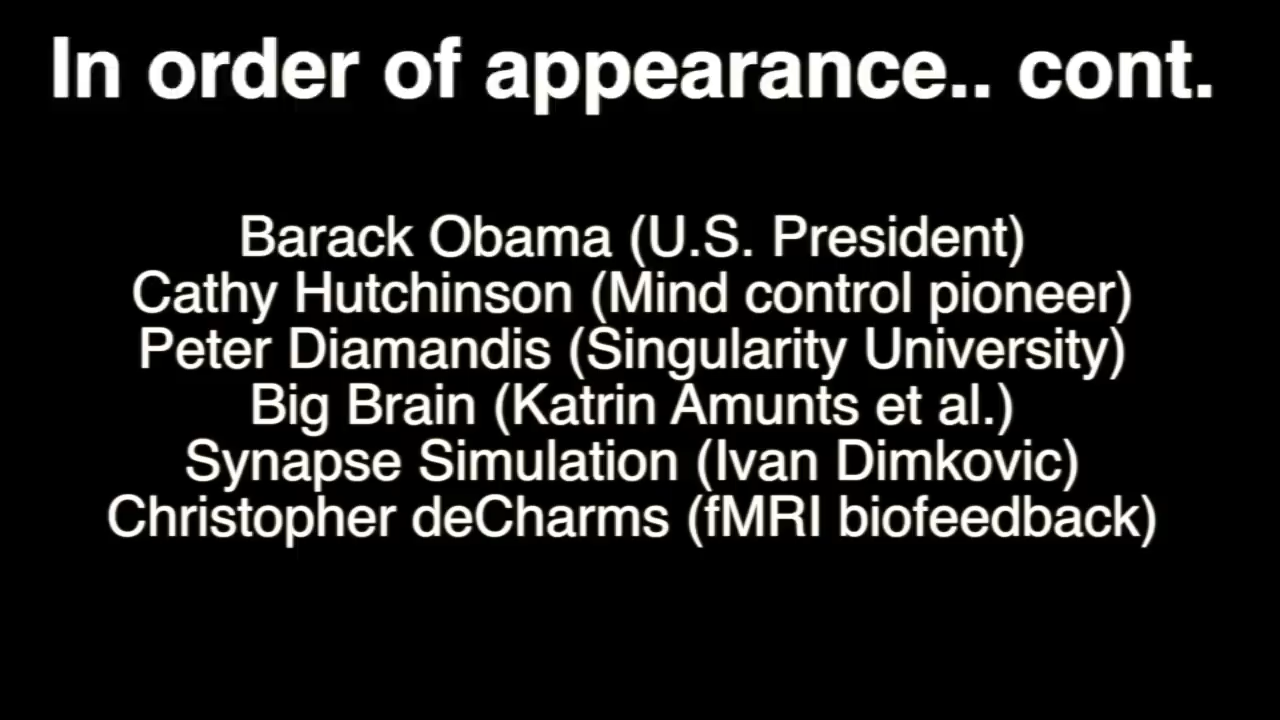 In order of appearance.. cont.
Barack Obama (U.S. President)
Cathy Hutchinson (Mind control pioneer)
Peter Diamandis (Singularity University)
Big Brain (Katrin Amunts et al.)
Synapse Simulation (Ivan Dimkovic)
Christopher deCharms (fMRI biofeedback)